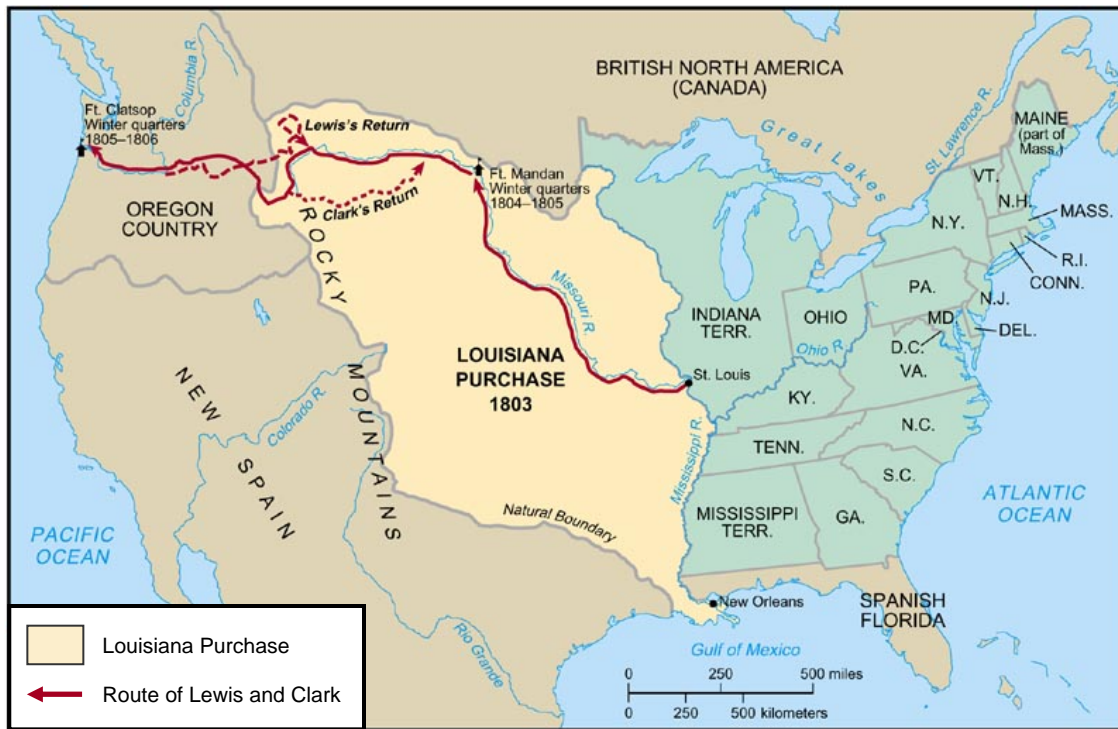 BRITISH NORTH AMERICA
(CANADA)
Columbia R.
Ft. Clatsop
Winter quarters
1805–1806
Lewis's Return
Ft. Mandan
Winter quarters
1804–1805
Clark's Return
OREGON
COUNTRY
ROCKY
MOUNTAINS
Great Lakes
St. Lawrence R.
MAINE
(part of
Mass.)
VT.
N.H.
MASS.
N.Y.
R.I.
CONN.
PA.
N.J.
MD.
DEL.
D.C.
VA.
INDIANA
TERR.
OHIO
Ohio R.
Missouri R.
LOUISIANA
PURCHASE
1803
St. Louis
KY.
N.C.
TENN.
S.C.
Mississippi R.
MISSISSIPPI
TERR.
GA.
NEW
SPAIN
Colorado R.
Natural Boundary
PACIFIC
OCEAN
ATLANTIC
OCEAN
New Orleans
SPANISH
FLORIDA
Rio Grande
Gulf of Mexico
0 250 500 miles
0 250 500 kilometers
Louisiana Purchase
Route of Lewis and Clark